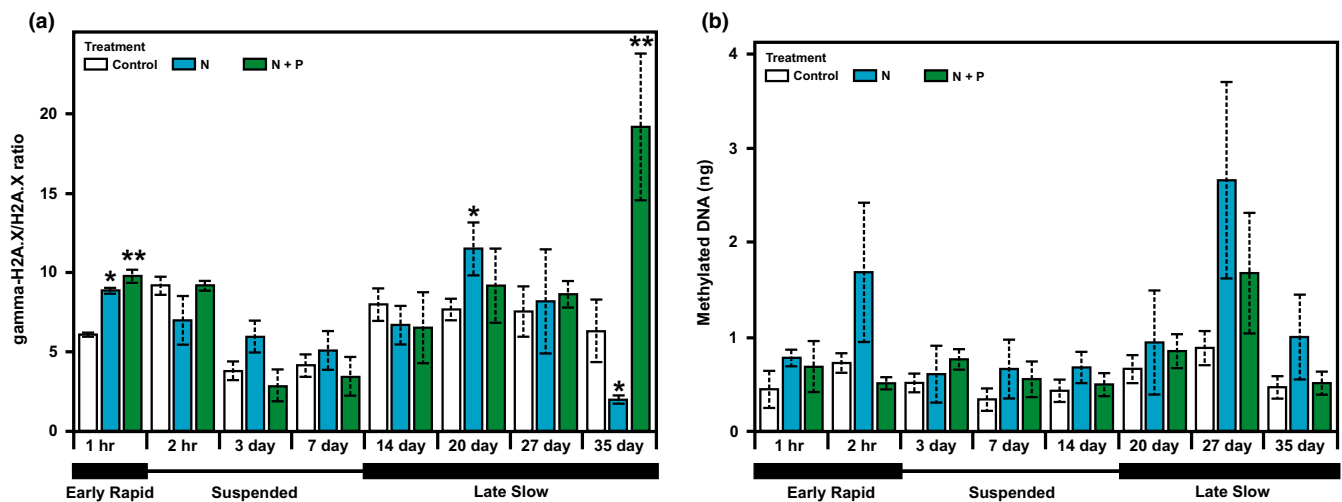 (a)
Treatment
Control N N + P
gamma-H2A.X/H2A.X ratio
20
15
10
5
0
* ** * * **
1 hr 2 hr 3 day 7 day 14 day 20 day 27 day 35 day
Early Rapid Suspended Late Slow
(b)
Treatment
Control N N + P
Methylated DNA (ng)
4
3
2
1
0
1 hr 2 hr 3 day 7 day 14 day 20 day 27 day 35 day
Early Rapid Suspended Late Slow